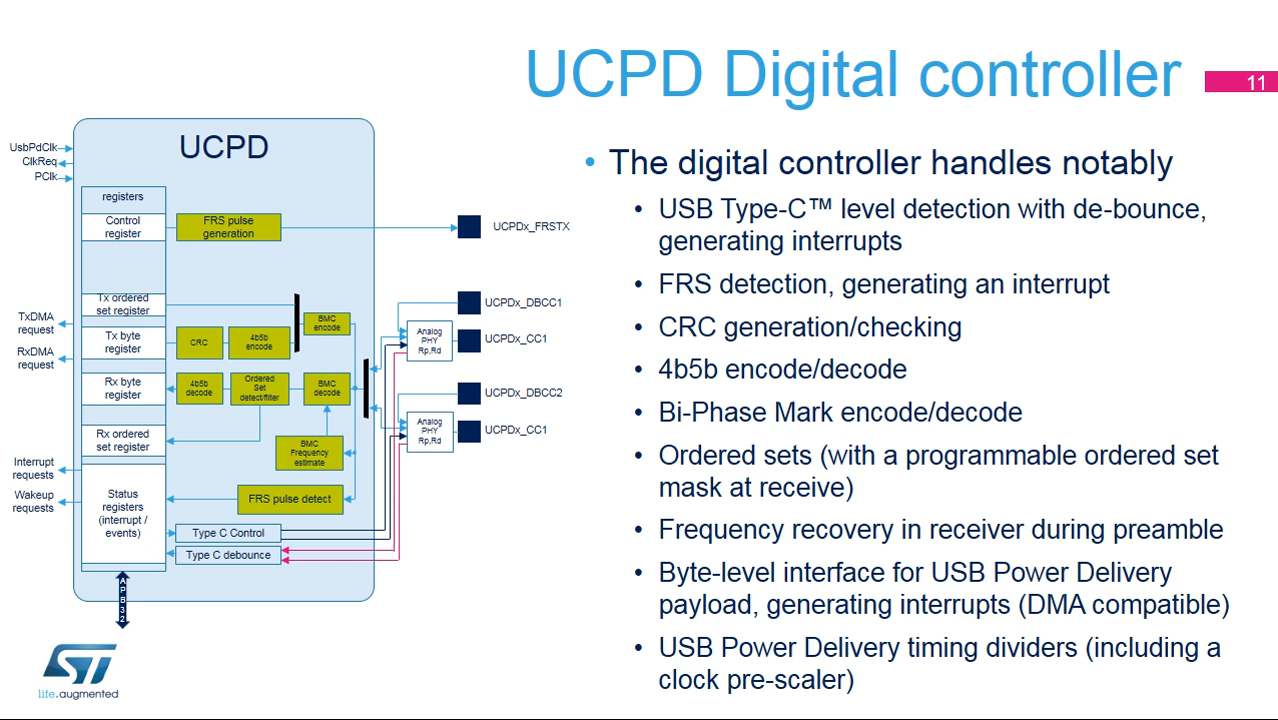 UCPD Digital controller
11
UCPD
UsbPdClk
ClkReq
PClk
registers
Control
register
FRS pulse
generation
UCPDx_FRSTX
Tx ordered
set register
BMC
encode
UCPDx_DBCC1
TxDMA
request
Tx byte
register
CRC
4b5b
encode
Analog
PHY
Rp,Rd
UCPDx_CC1
RxDMA
request
Rx byte
register
4b5b
decode
Ordered
Set
detect/filter
BMC
decode
UCPDx_DBCC2
Rx ordered
set register
BMC
Frequency
estimate
Analog
PHY
Rp,Rd
UCPDx_CC1
Interrupt
requests
Wakeup
requests
Status
registers
(interrupt /
events)
FRS pulse detect
Type C Control
Type C debounce
APB32
ST
life.augmented
• The digital controller handles notably
• USB Type-C™ level detection with de-bounce,
generating interrupts
• FRS detection, generating an interrupt
• CRC generation/checking
• 4b5b encode/decode
• Bi-Phase Mark encode/decode
• Ordered sets (with a programmable ordered set
mask at receive)
• Frequency recovery in receiver during preamble
• Byte-level interface for USB Power Delivery
payload, generating interrupts (DMA compatible)
• USB Power Delivery timing dividers (including a
clock pre-scaler)